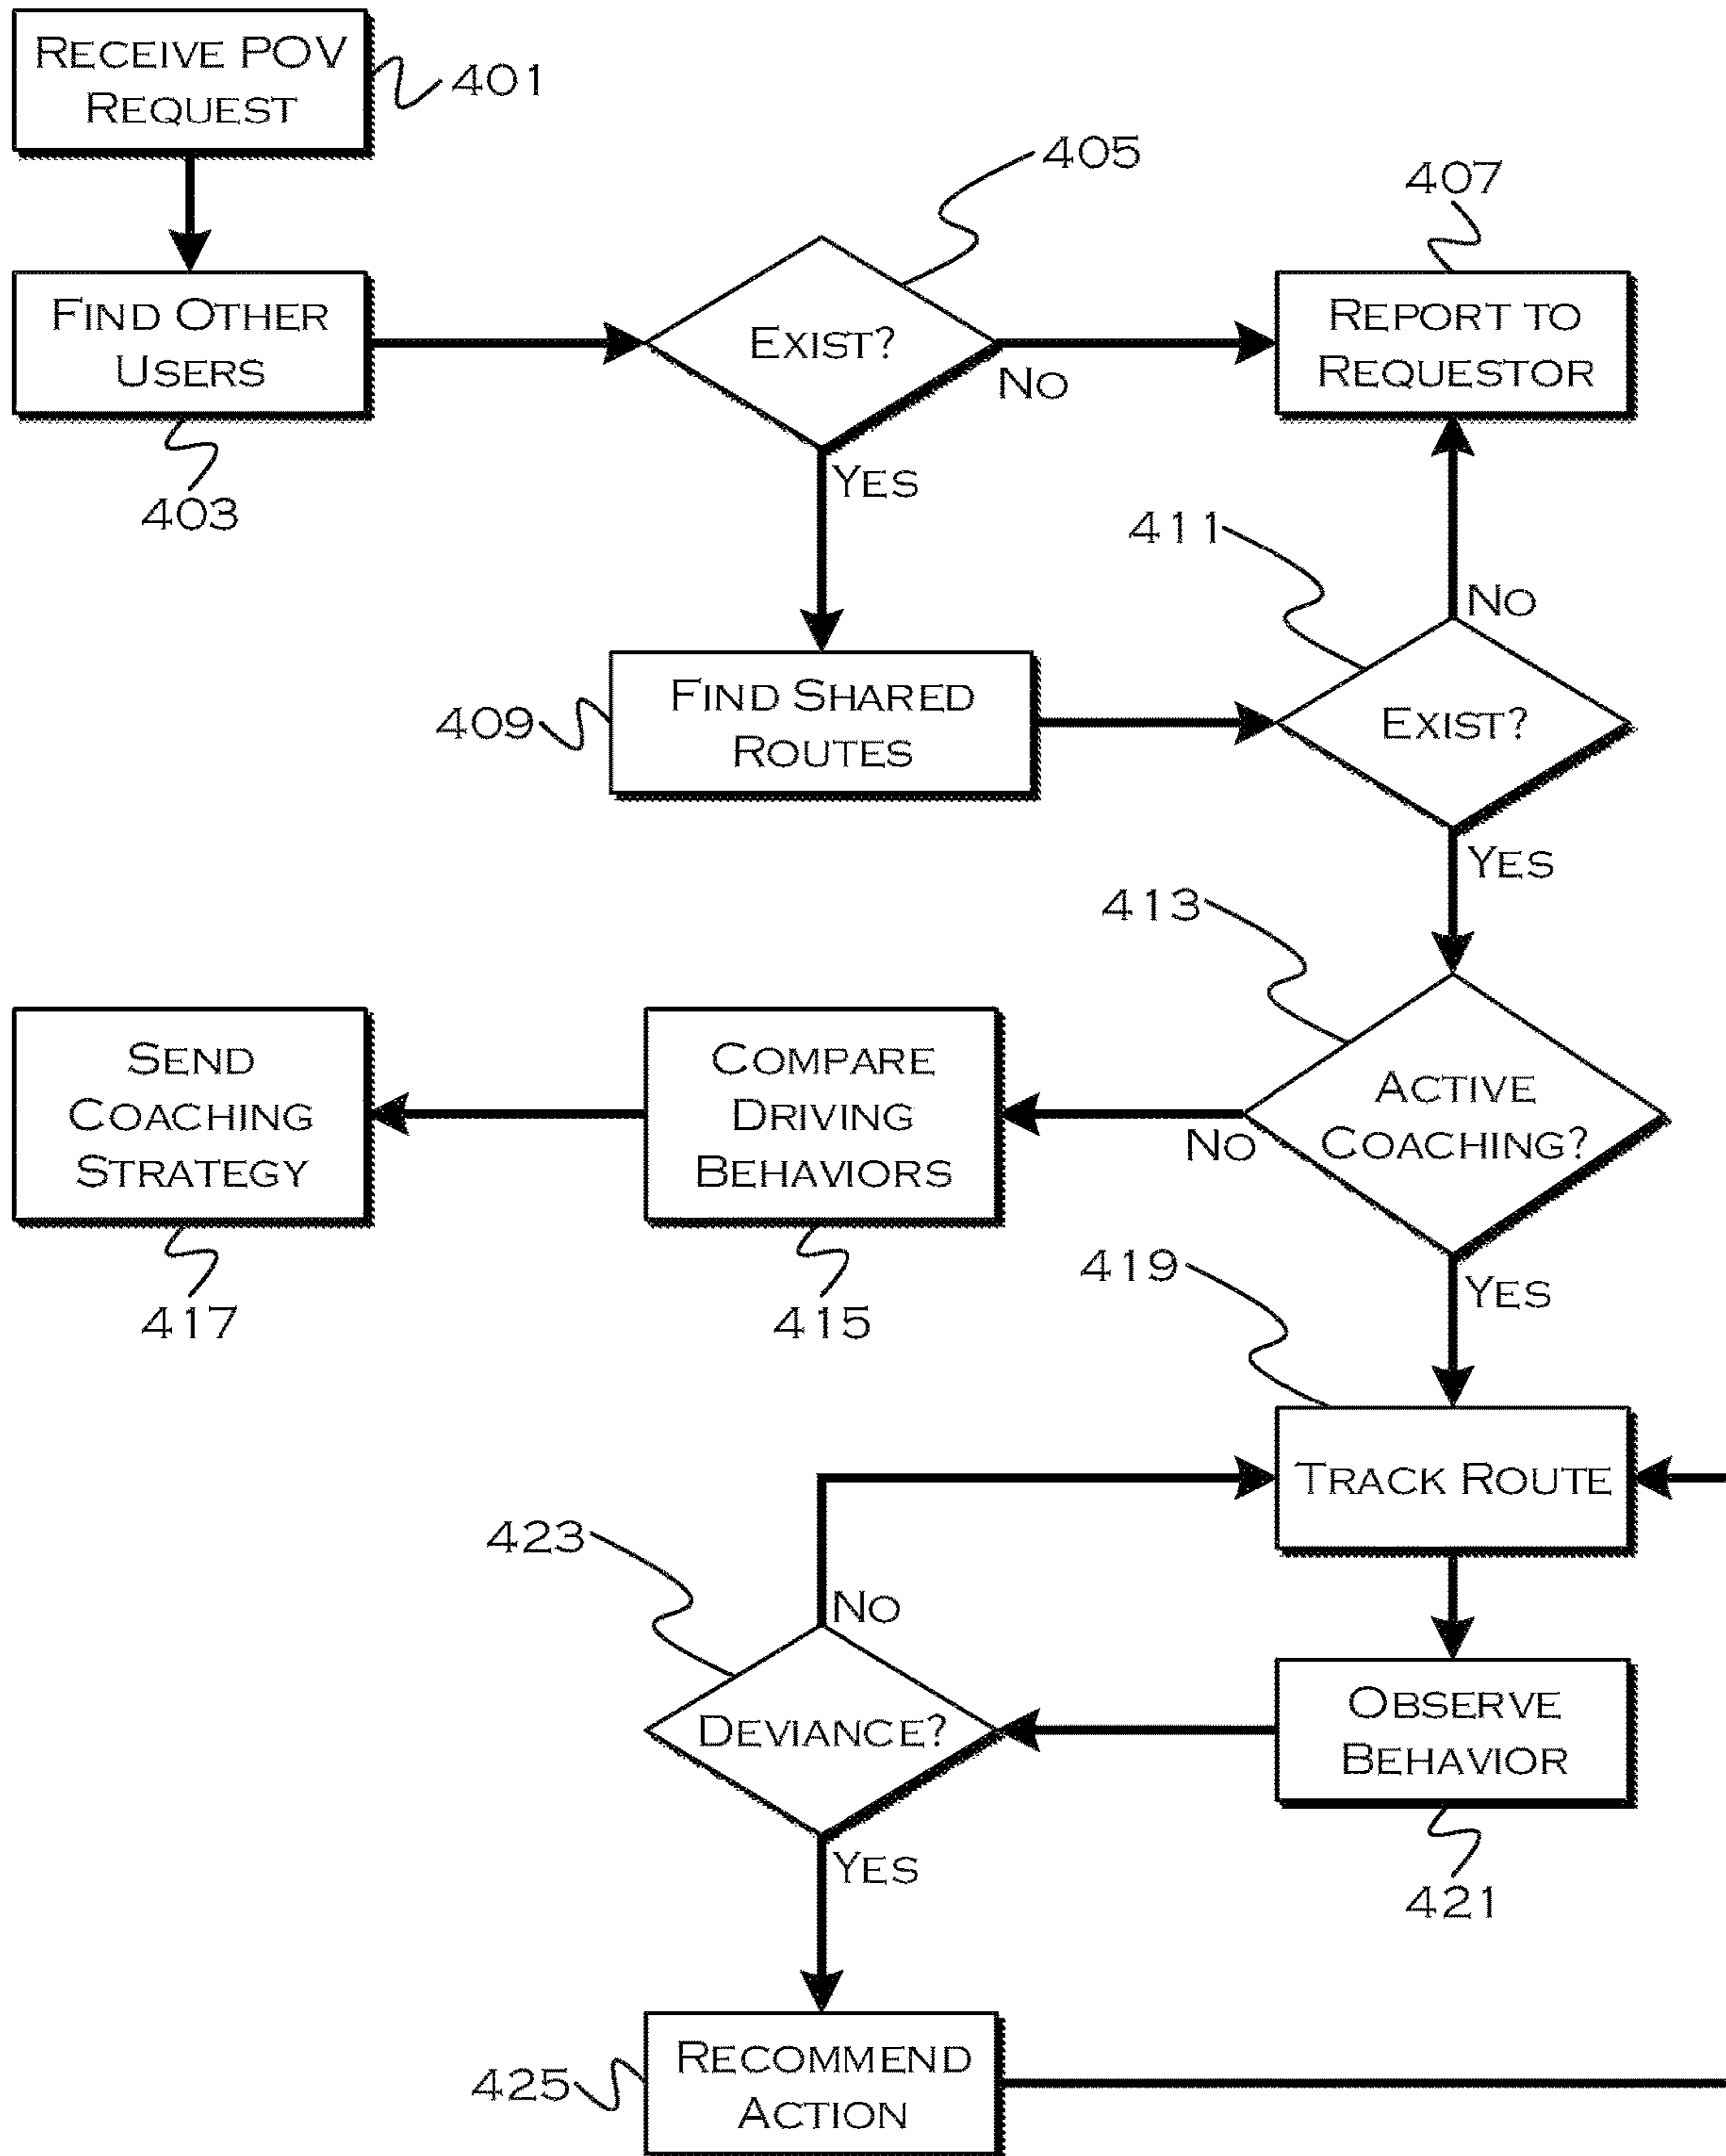 RECEIVE POV
REQUEST
401
FIND OTHER
USERS
403
EXIST?
405
NO
YES
REPORT TO
REQUESTOR
407
FIND SHARED
ROUTES
409
EXIST?
411
NO
YES
ACTIVE
COACHING?
413
NO
YES
COMPARE
DRIVING
BEHAVIORS
415
SEND
COACHING
STRATEGY
417
TRACK ROUTE
419
OBSERVE
BEHAVIOR
421
DEVIANCE?
423
NO
YES
RECOMMEND
ACTION
425